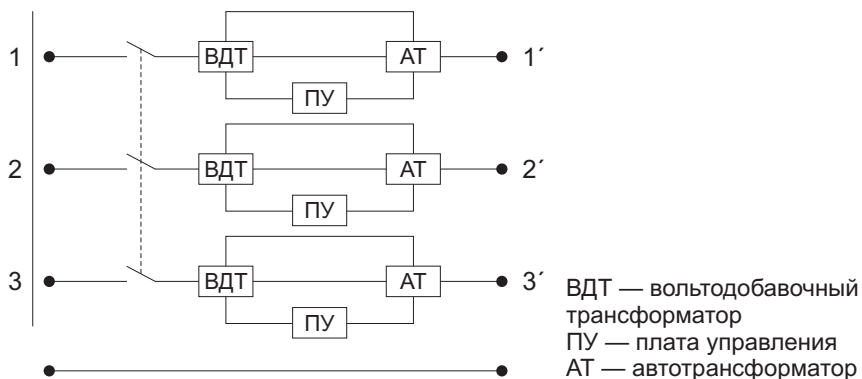 1
ВДТ
АТ
1´
ПУ
2
ВДТ
АТ
2´
ПУ
3
ВДТ
АТ
3´
ПУ
ВДТ — вольтодобавочный
трансформатор
ПУ — плата управления
АТ — автотрансформатор